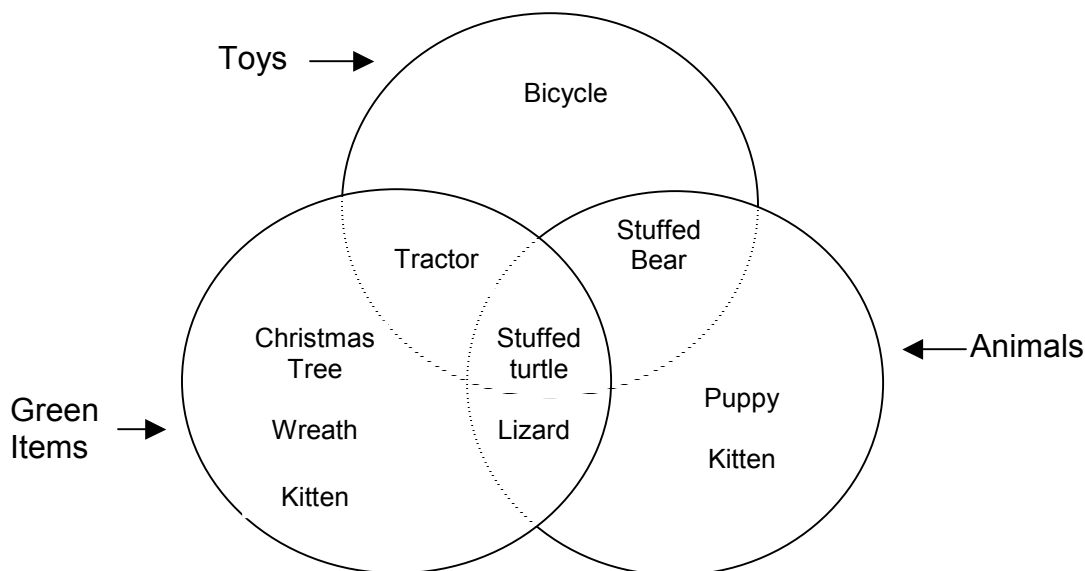 Toys
Bicycle
Stuffed
Bear
Tractor
Christmas
Tree
Stuffed
turtle
Animals
Green
Items
Wreath
Lizard
Puppy
Kitten
Kitten